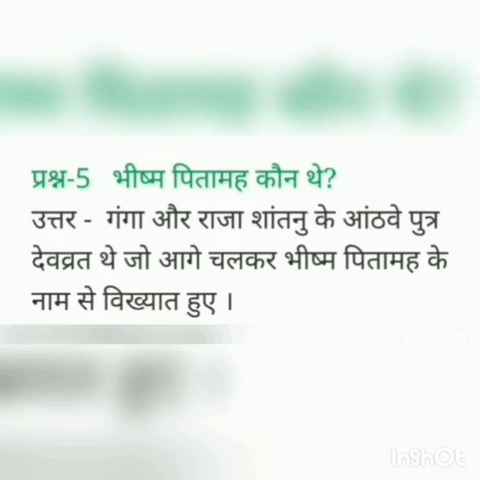 प्रश्न-5 भीष्म पितामह कौन थे?
उत्तर - गंगा और राजा शांतनु के आंठवे पुत्र
देवव्रत थे जो आगे चलकर भीष्म पितामह के
नाम से विख्यात हुए ।
InShOt